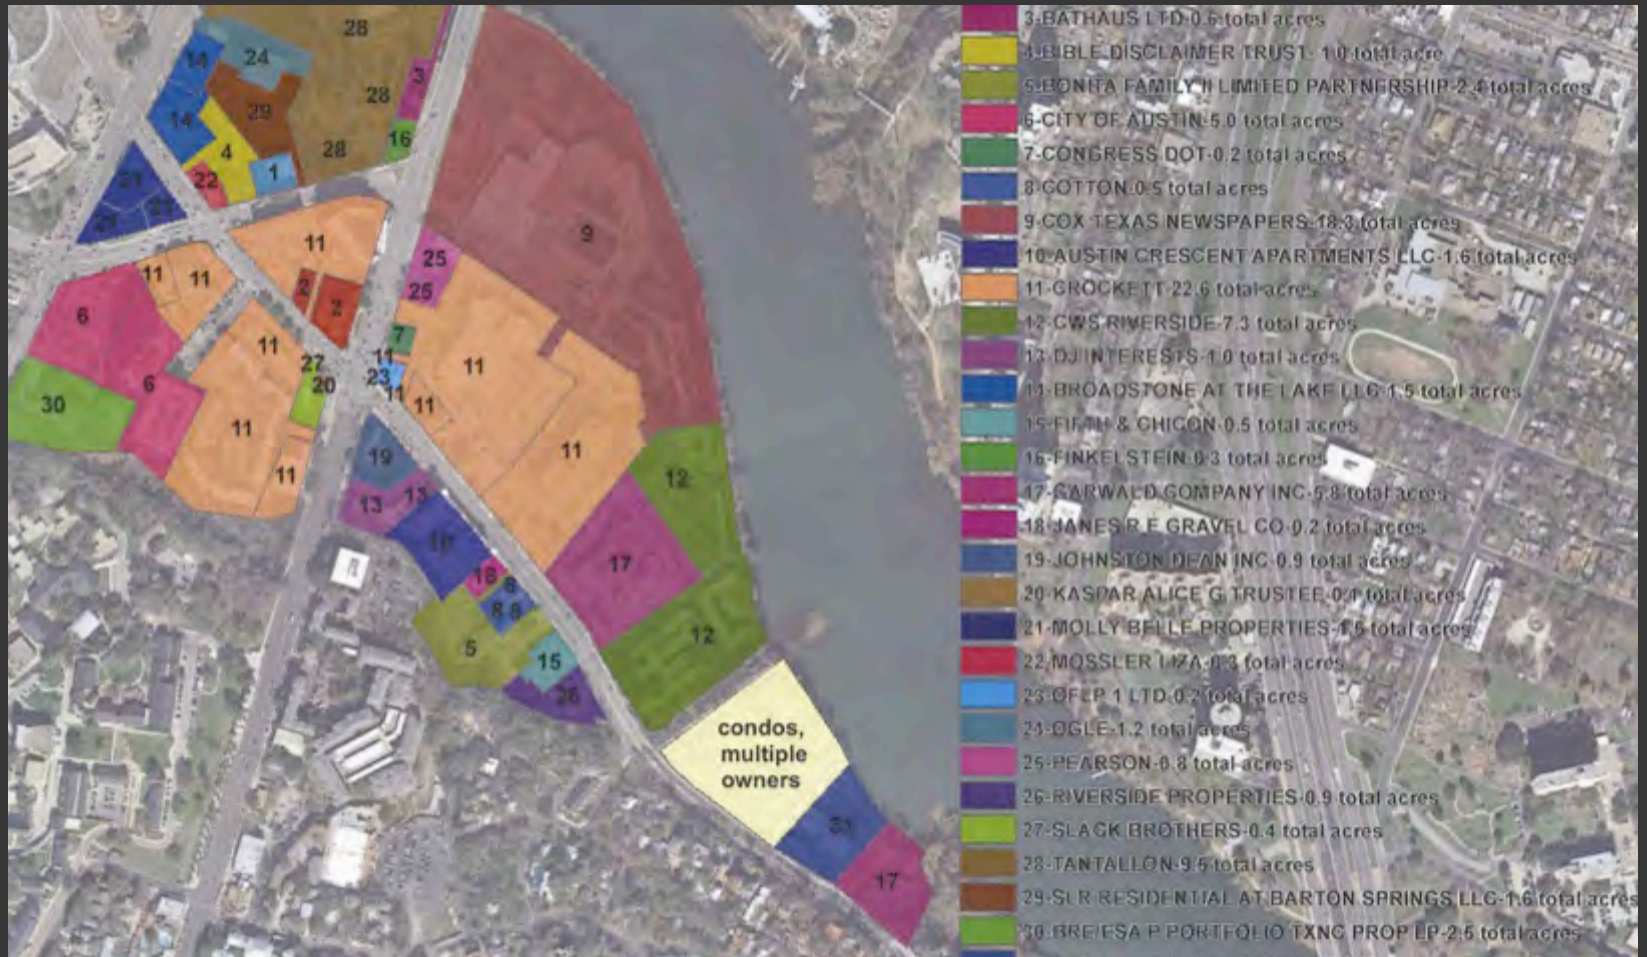 28
14
24
3
28
29
14
16
4
28
22
1
21
21
21
9
11
25
11
11
25
2
2
6
7
11
11
11
27
23
6
20
11
30
11
11
11
19
11
12
13
13
10
17
18
8
8 8
5
12
15
26
condos,
multiple
owners
31
17
3-BATHAUS LTD-0.6 total acres
4-BIBLE DISCLAIMER TRUST- 1.0 total acre
5-BONITA FAMILY II LIMITED PARTNERSHIP-2.4 total acres
6-CITY OF AUSTIN-5.0 total acres
7-CONGRESS DOT-0.2 total acres
8-COTTON-0.5 total acres
9-COX TEXAS NEWSPAPERS-18.3 total acres
10-AUSTIN CRESCENT APARTMENTS LLC-1.6 total acres
11-CROCKETT-22.6 total acres
12-CWS RIVERSIDE-7.3 total acres
13-DJ INTERESTS-1.0 total acres
14-BROADSTONE AT THE LAKE LLC-1.5 total acres
15-FIFTH & CHICON-0.5 total acres
16-FINKELSTEIN-0.3 total acres
17-GARWALD COMPANY INC-5.8 total acres
18-JANES R E GRAVEL CO-0.2 total acres
19-JOHNSTON DEAN INC-0.9 total acres
20-KASPAR ALICE G TRUSTEE-0.1 total acres
21-MOLLY BELLE PROPERTIES-1.6 total acres
22-MOSSLER LIZA-0.3 total acres
23-OFLP 1 LTD-0.2 total acres
24-OGLE-1.2 total acres
25-PEARSON-0.8 total acres
26-RIVERSIDE PROPERTIES-0.9 total acres
27-SLACK BROTHERS-0.4 total acres
28-TANTALLON-9.5 total acres
29-SLR RESIDENTIAL AT BARTON SPRINGS LLC-1.6 total acres
30-BRE/ESA P PORTFOLIO TXNC PROP LP-2.5 total acres